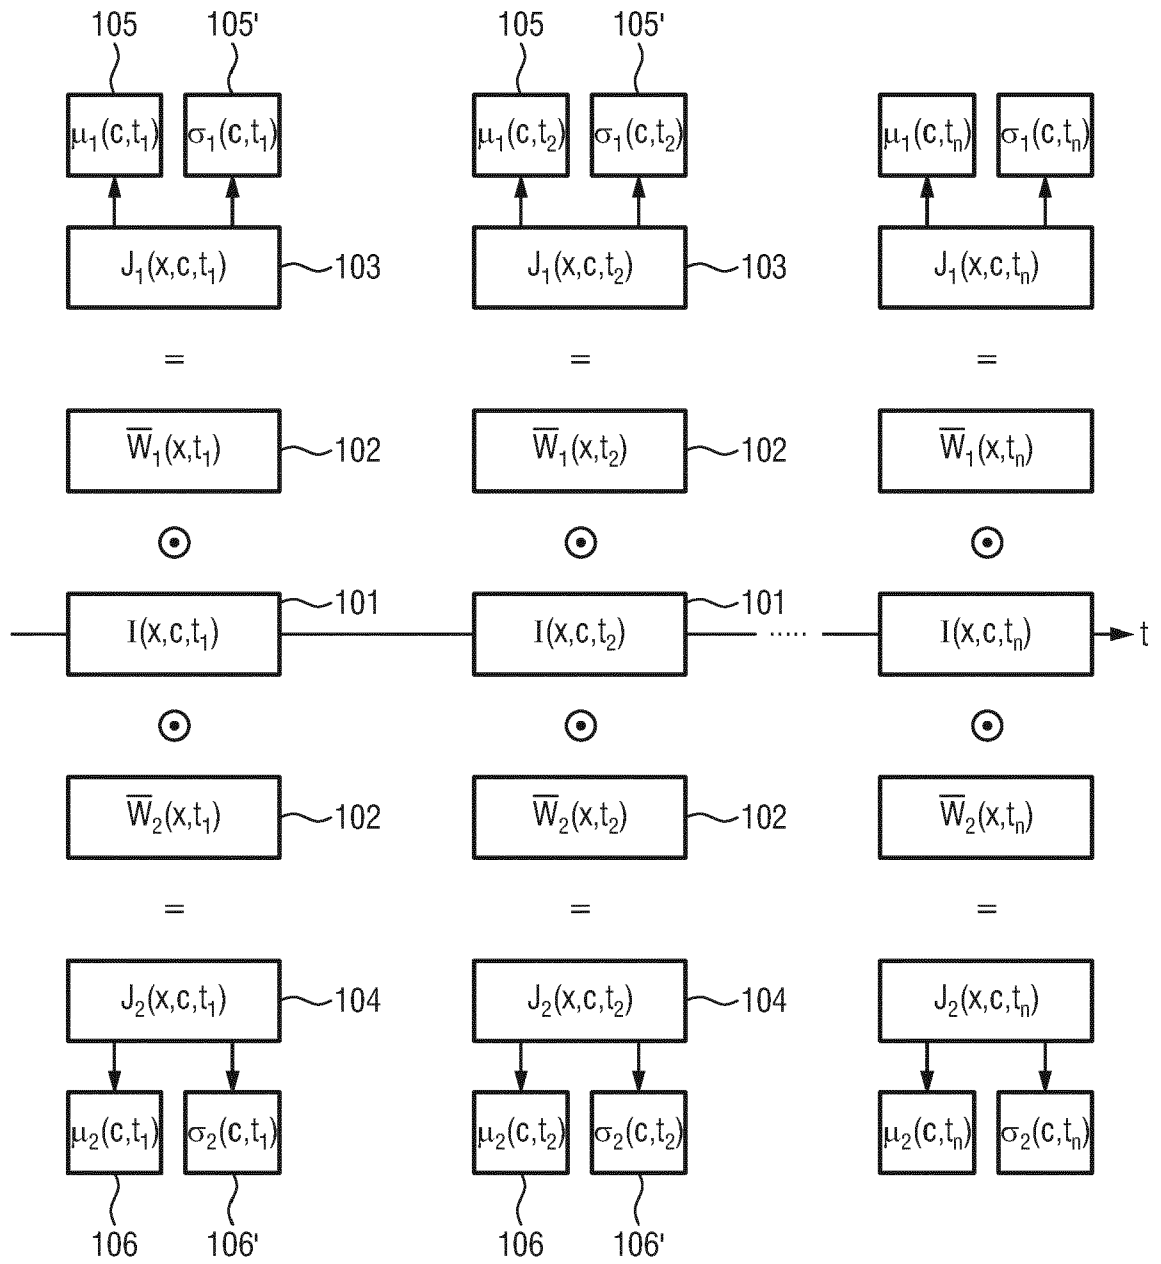 105 105' 105 105'
μ₁(c,t₁) σ₁(c,t₁) μ₁(c,t₂) σ₁(c,t₂) μ₁(c,tₙ) σ₁(c,tₙ)
J₁(x,c,t₁) 103 J₁(x,c,t₂) 103 J₁(x,c,tₙ)
= = =
W̅₁(x,t₁) 102 W̅₁(x,t₂) 102 W̅₁(x,tₙ)
⊙ ⊙ ⊙
101 101
I(x,c,t₁) I(x,c,t₂) ..... I(x,c,tₙ) t
⊙ ⊙ ⊙
W̅₂(x,t₁) 102 W̅₂(x,t₂) 102 W̅₂(x,tₙ)
= = =
J₂(x,c,t₁) 104 J₂(x,c,t₂) 104 J₂(x,c,tₙ)
μ₂(c,t₁) σ₂(c,t₁) μ₂(c,t₂) σ₂(c,t₂) μ₂(c,tₙ) σ₂(c,tₙ)
106 106' 106 106'